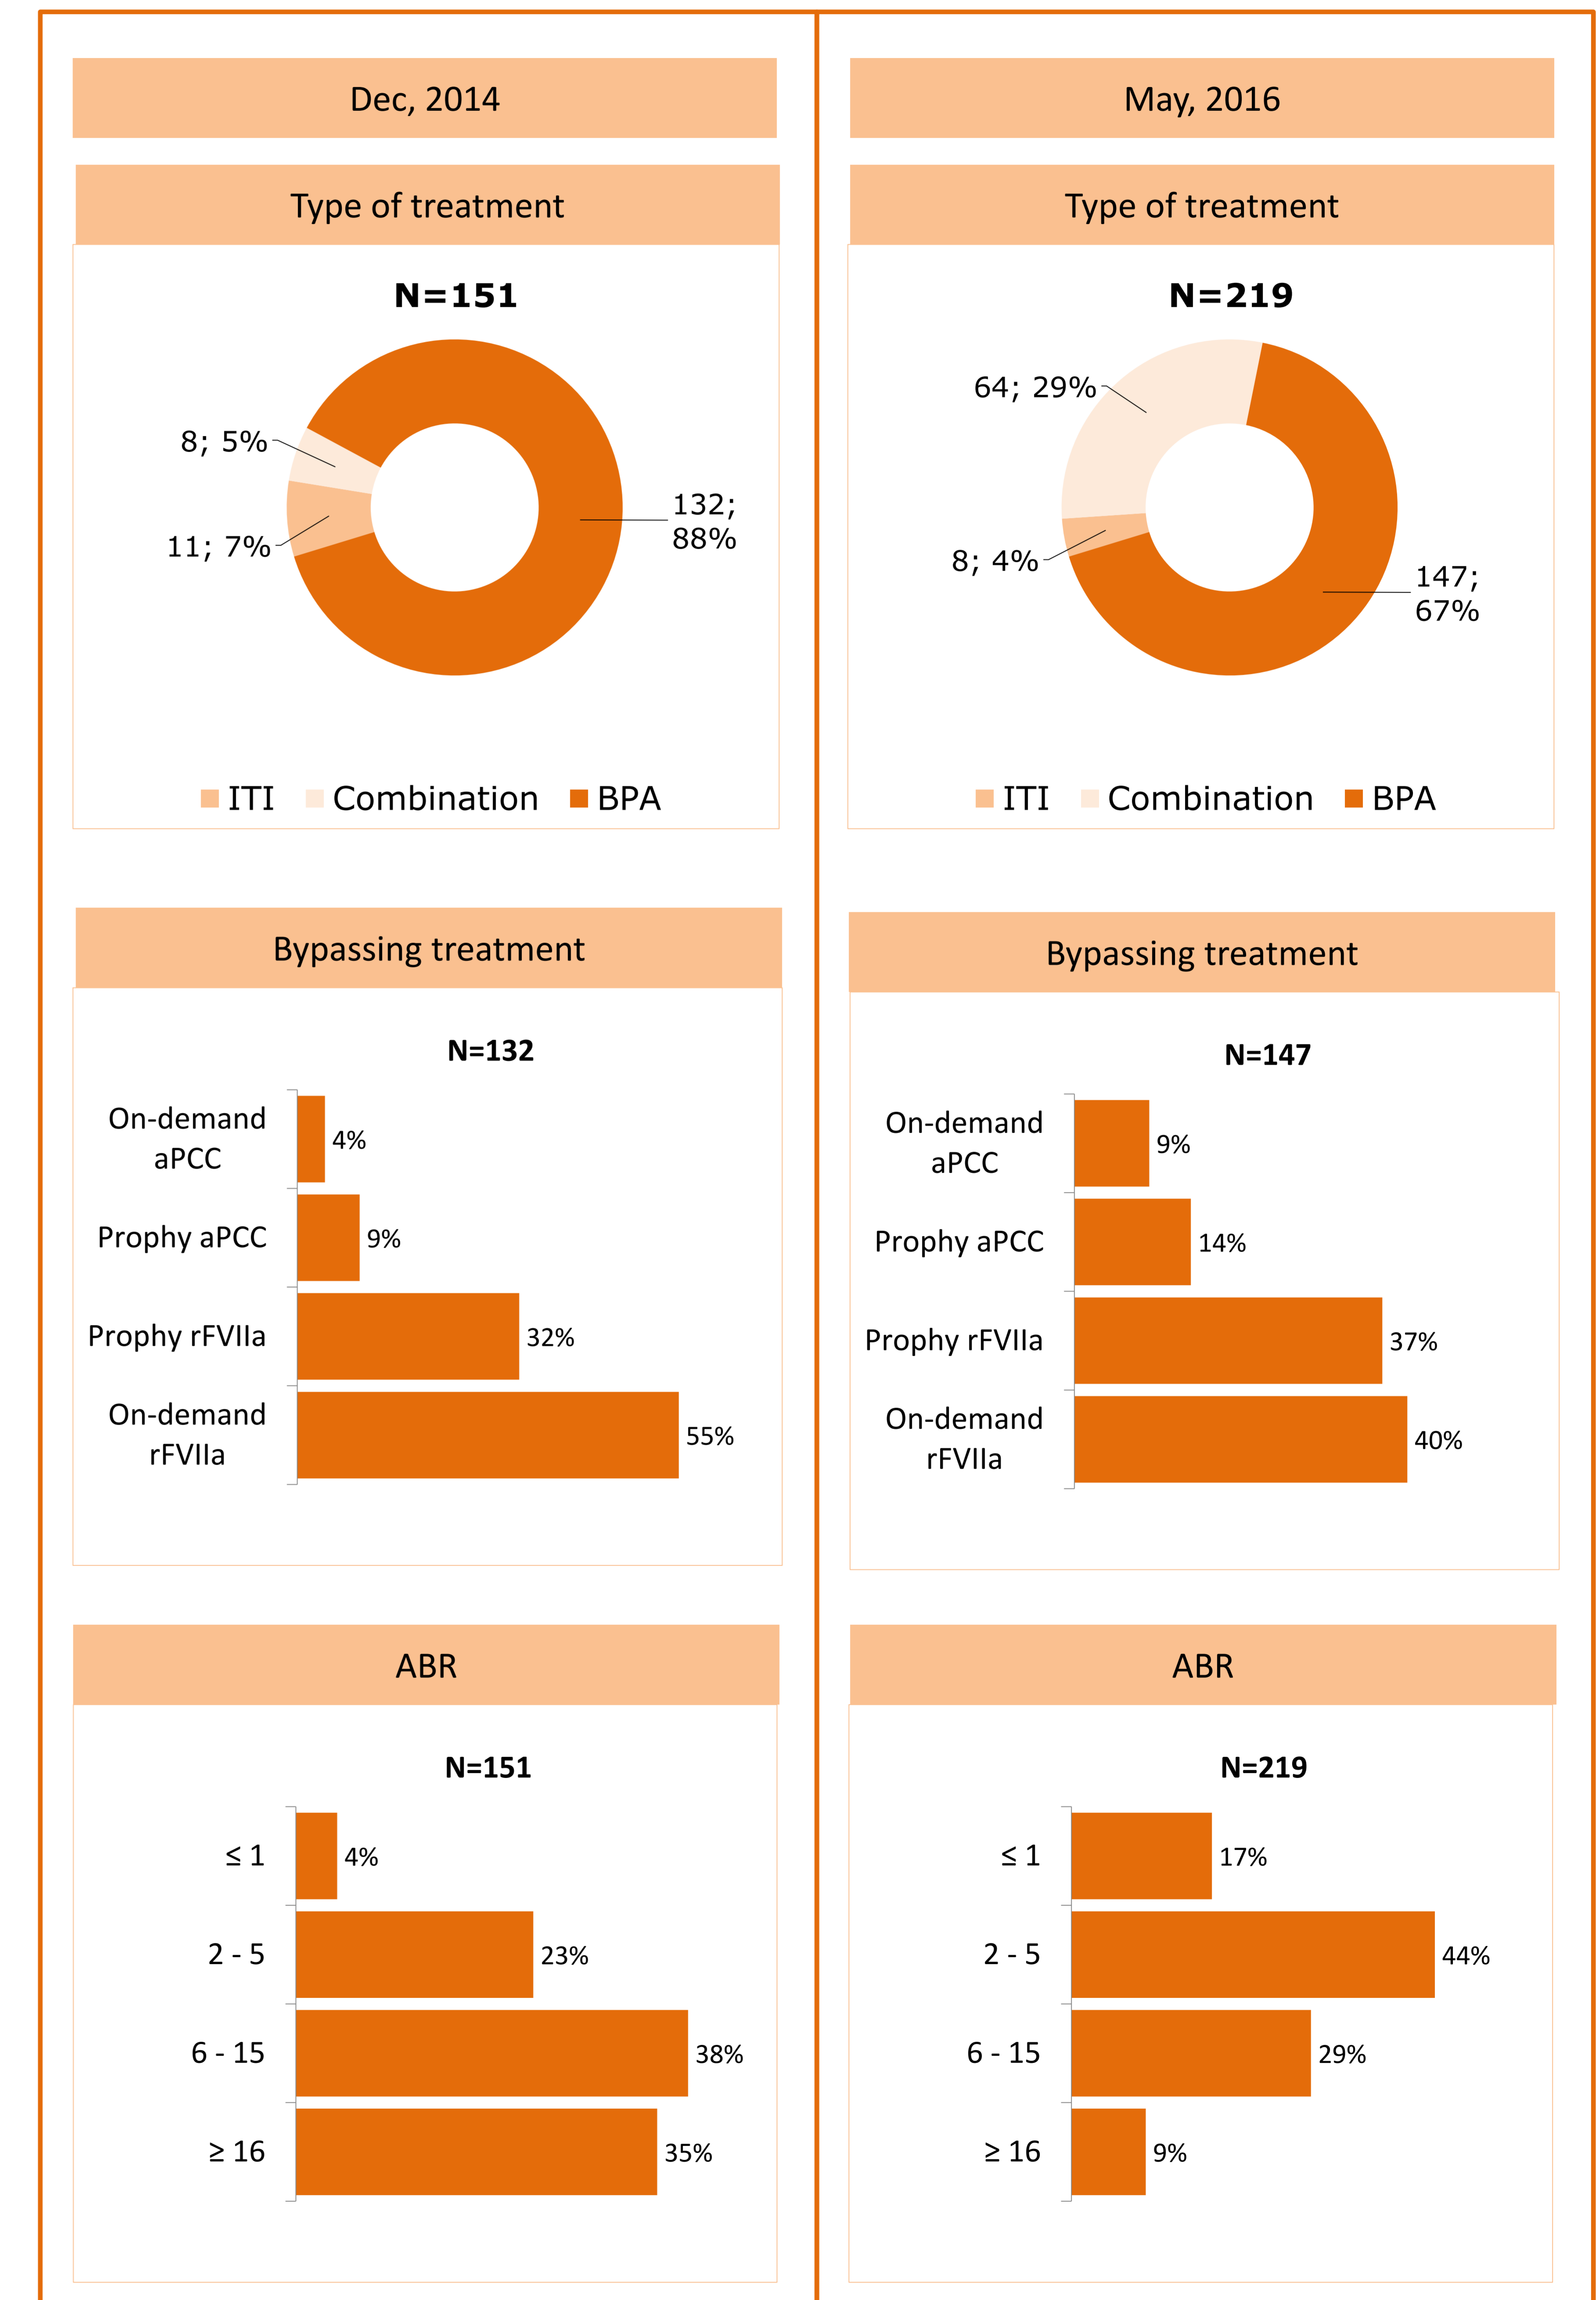 Dec, 2014
Type of treatment
N=151
8; 5%
11; 7%
132;
88%
ITI Combination BPA
Bypassing treatment
N=132
On-demand
aPCC
4%
Prophy aPCC
9%
Prophy rFVIIa
32%
On-demand
rFVIIa
55%
ABR
N=151
≤ 1
4%
2 - 5
23%
6 - 15
38%
≥ 16
35%
May, 2016
Type of treatment
N=219
64; 29%
8; 4%
147;
67%
ITI Combination BPA
Bypassing treatment
N=147
On-demand
aPCC
9%
Prophy aPCC
14%
Prophy rFVIIa
37%
On-demand
rFVIIa
40%
ABR
N=219
≤ 1
17%
2 - 5
44%
6 - 15
29%
≥ 16
9%